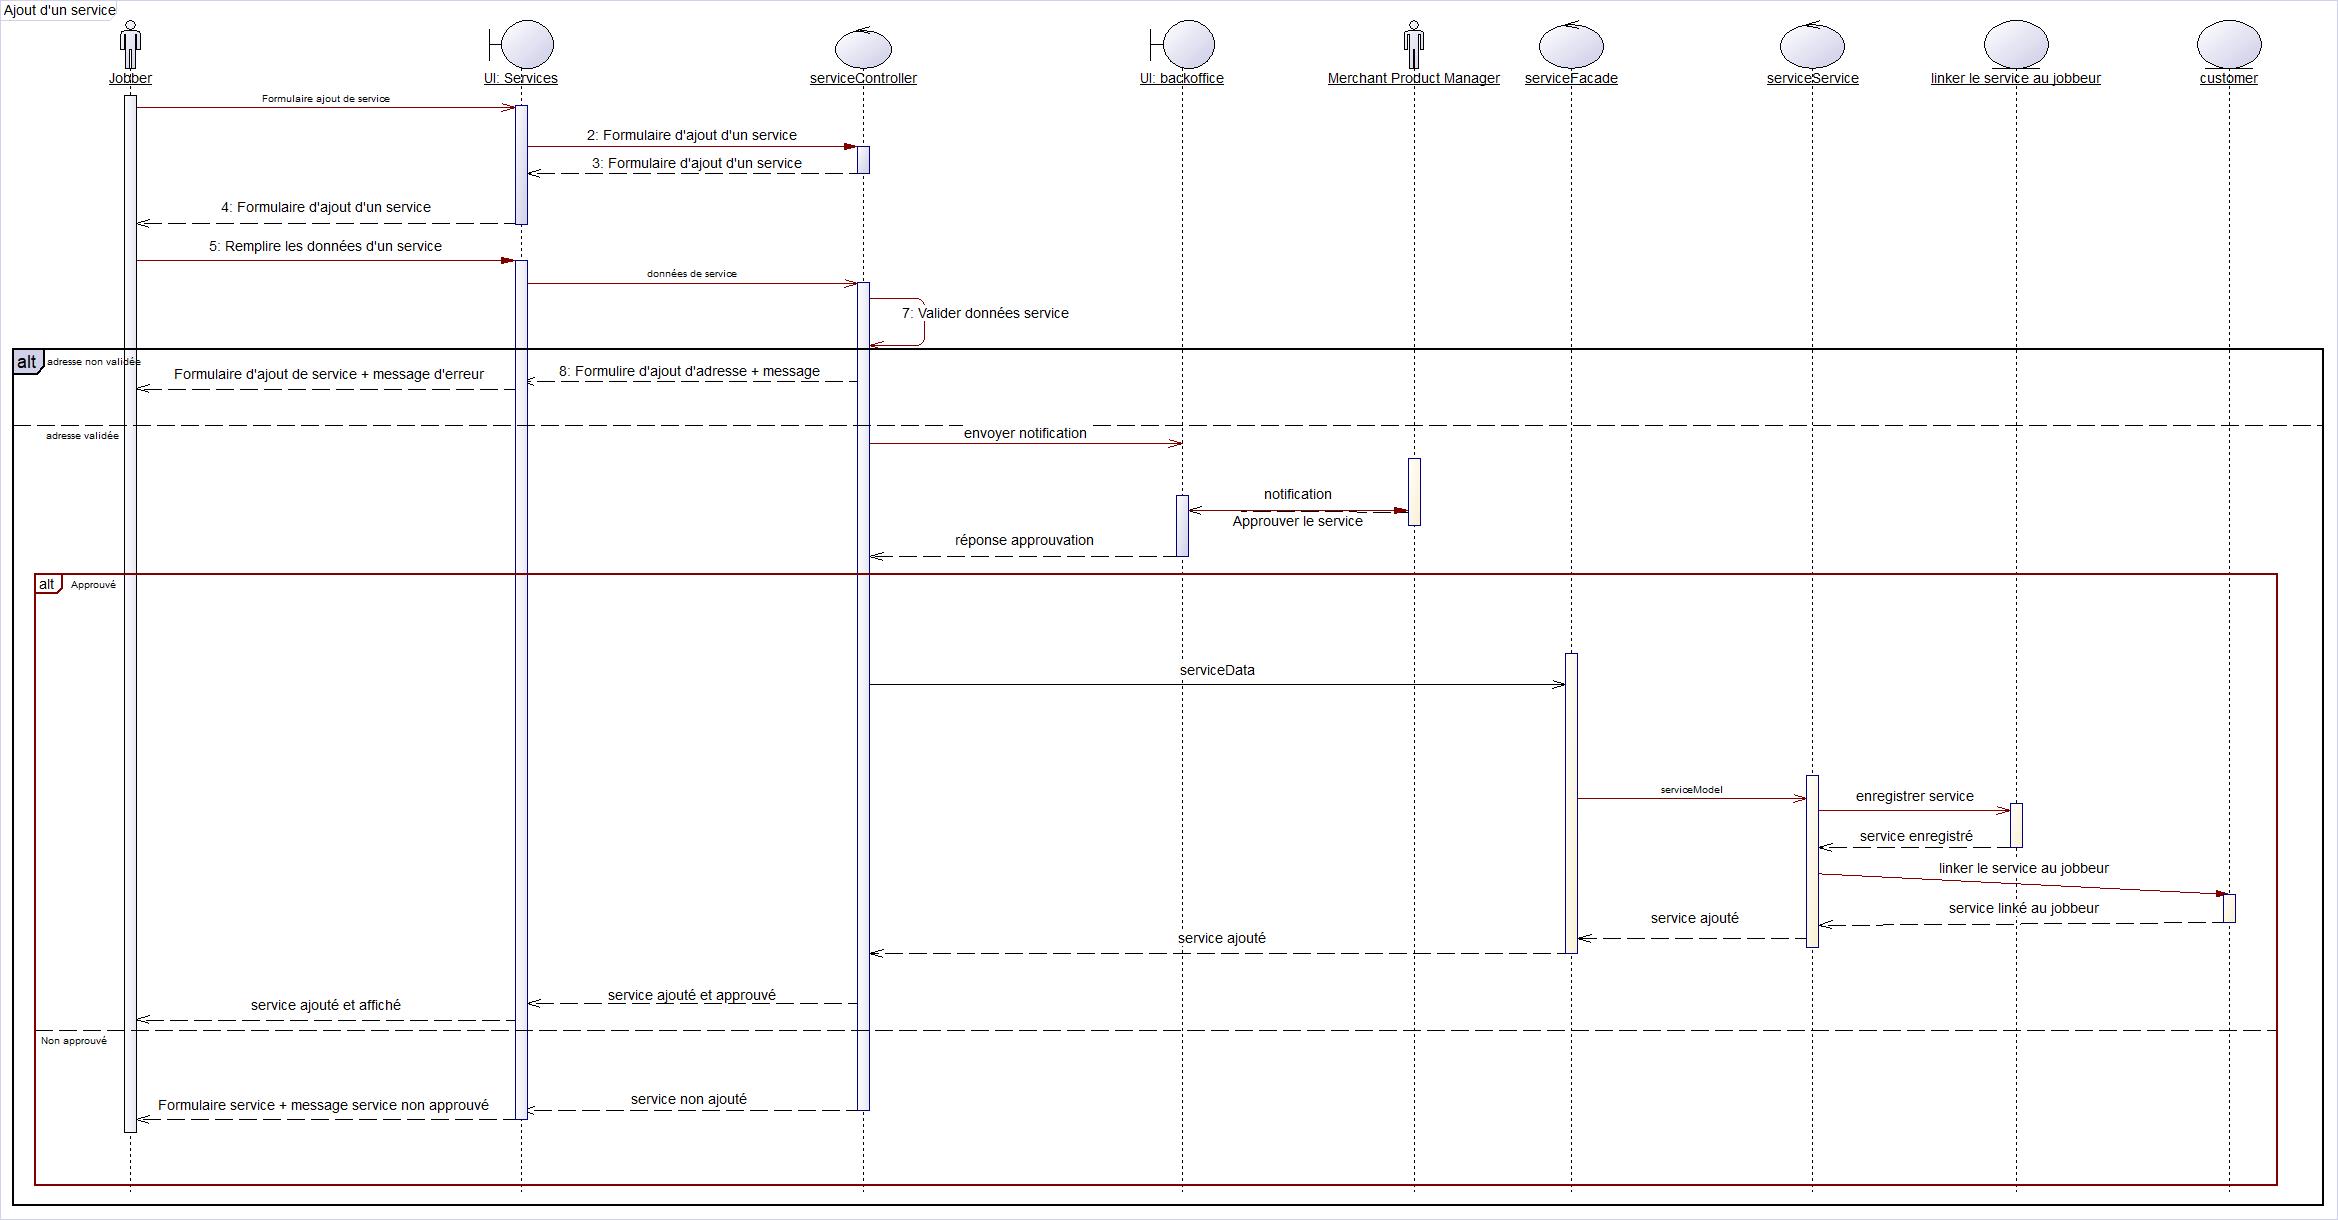 Ajout d'un service
Jobber
UI: Services
serviceController
UI: backoffice
Merchant Product Manager
serviceFacade
serviceService
linker le service au jobbeur
customer
Formulaire ajout de service
2: Formulaire d'ajout d'un service
3: Formulaire d'ajout d'un service
4: Formulaire d'ajout d'un service
5: Remplire les données d'un service
données de service
7: Valider données service
alt
adresse non validée
Formulaire d'ajout de service + message d'erreur
8: Formulire d'ajout d'adresse + message
adresse validée
envoyer notification
notification
Approuver le service
réponse approuvation
alt
Approuvé
serviceData
serviceModel
enregistrer service
service enregistré
linker le service au jobbeur
service linké au jobbeur
service ajouté
service ajouté
service ajouté et approuvé
service ajouté et affiché
Non approuvé
service non ajouté
Formulaire service + message service non approuvé